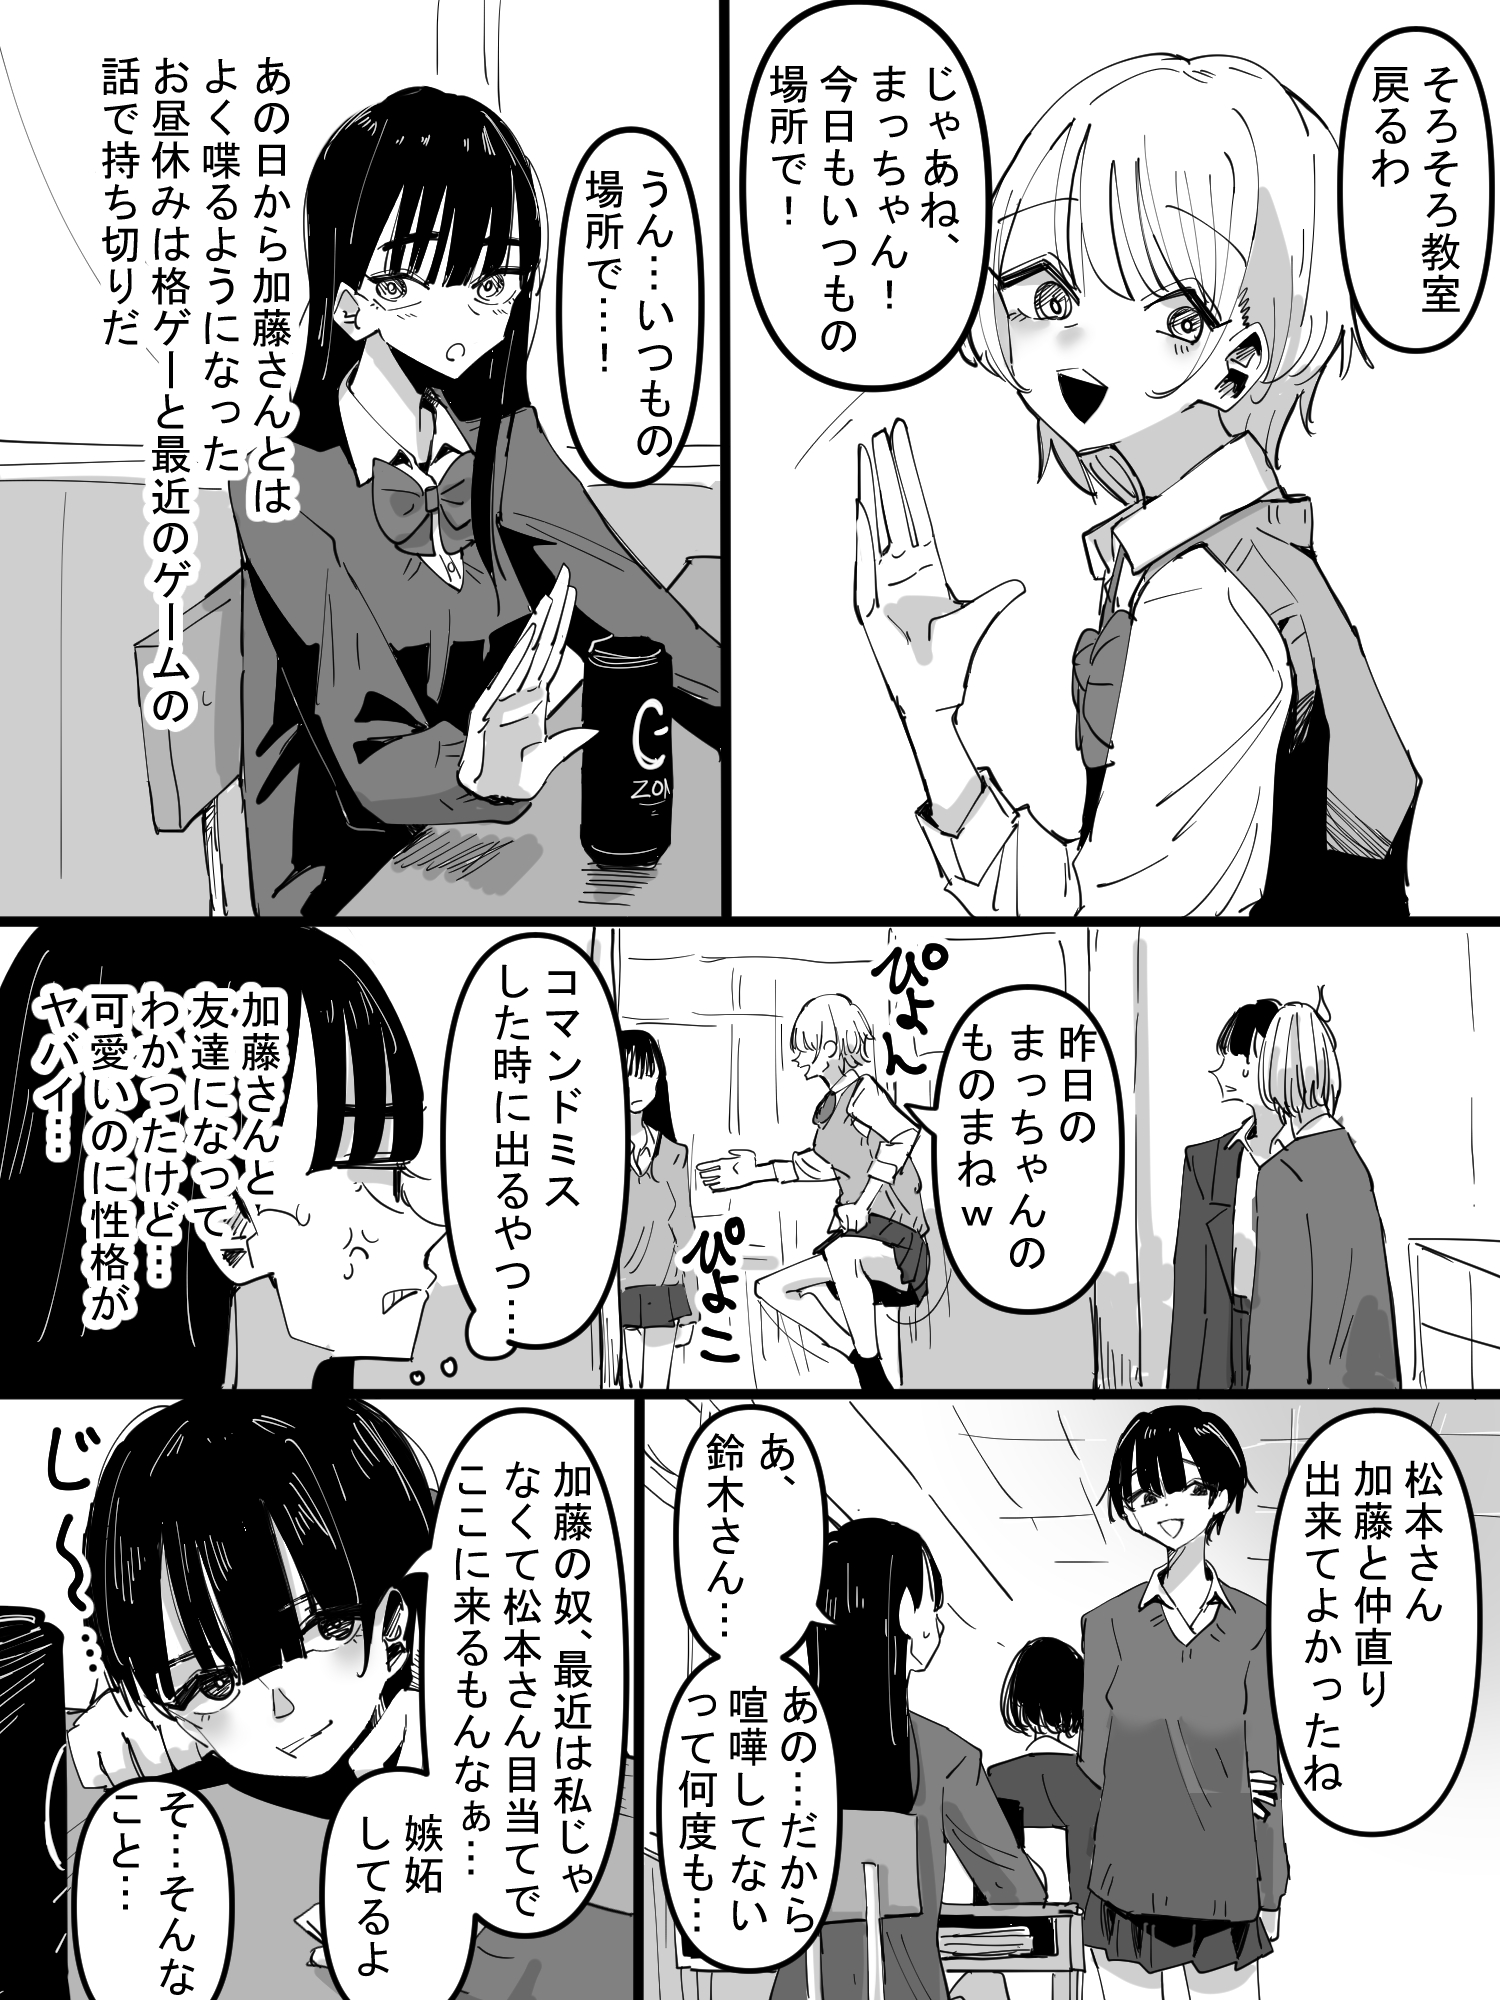 そろそろ教室
戻るわ
じゃあね、
まっちゃん！
今日もいつもの
場所で！
うん…いつもの
場所で…！
あの日から加藤さんとは
よく喋るようになった
お昼休みは格ゲーと最近のゲームの
話で持ち切りだ
ZON
昨日の
まっちゃんの
ものまねｗ
ぴょん
ぴょこ
コマンドミス
した時に出るやつ…
加藤さんと
友達になって
わかったけど…
可愛いのに性格が
ヤバイ…
松本さん
加藤と仲直り
出来てよかったね
あ、
鈴木さん…
あの…だから
喧嘩してない
って何度も…
加藤の奴、最近は私じゃ
なくて松本さん目当てで
ここに来るもんなぁ…
嫉妬
してるよ
じ〜…
そ…そんな
こと…